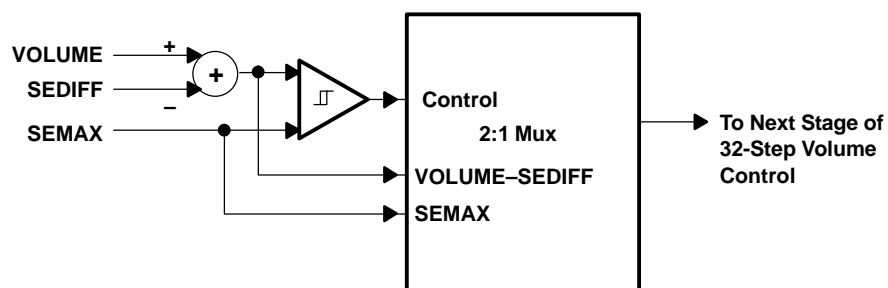 VOLUME
+
SEDIFF
–
+
SEMAX
Control
2:1 Mux
VOLUME–SEDIFF
SEMAX
To Next Stage of
32-Step Volume
Control